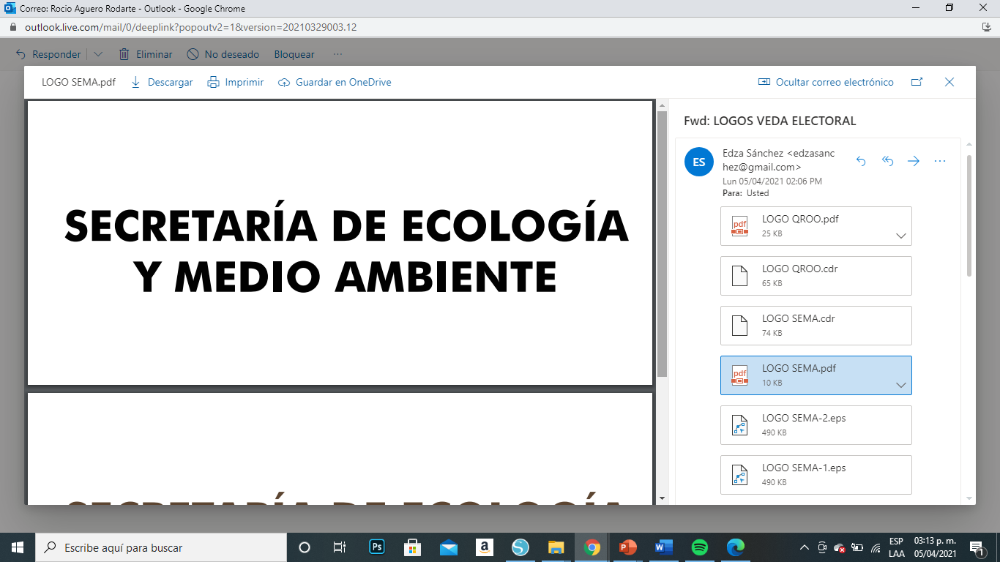 Correo: Rocio Aguero Rodarte - Outlook - Google Chrome
outlook.live.com/mail/0/deeplink?popoutv2=1&version=20210329003.12
Responder
Eliminar
No deseado
Bloquear
LOGO SEMA.pdf
Descargar
Imprimir
Guardar en OneDrive
Ocultar correo electrónico
SECRETARÍA DE ECOLOGÍA
Y MEDIO AMBIENTE
SECRETARÍA DE ECOLOGÍA
Fwd: LOGOS VEDA ELECTORAL
ES
Edza Sánchez <edzasanc
hez@gmail.com>
Lun 05/04/2021 02:06 PM
Para: Usted
pdf
LOGO QROO.pdf
25 KB
LOGO QROO.cdr
65 KB
LOGO SEMA.cdr
74 KB
pdf
LOGO SEMA.pdf
10 KB
LOGO SEMA-2.eps
490 KB
LOGO SEMA-1.eps
490 KB
Escribe aquí para buscar
Ps
a
S
P
W
ESP
LAA
03:13 p. m.
05/04/2021
1